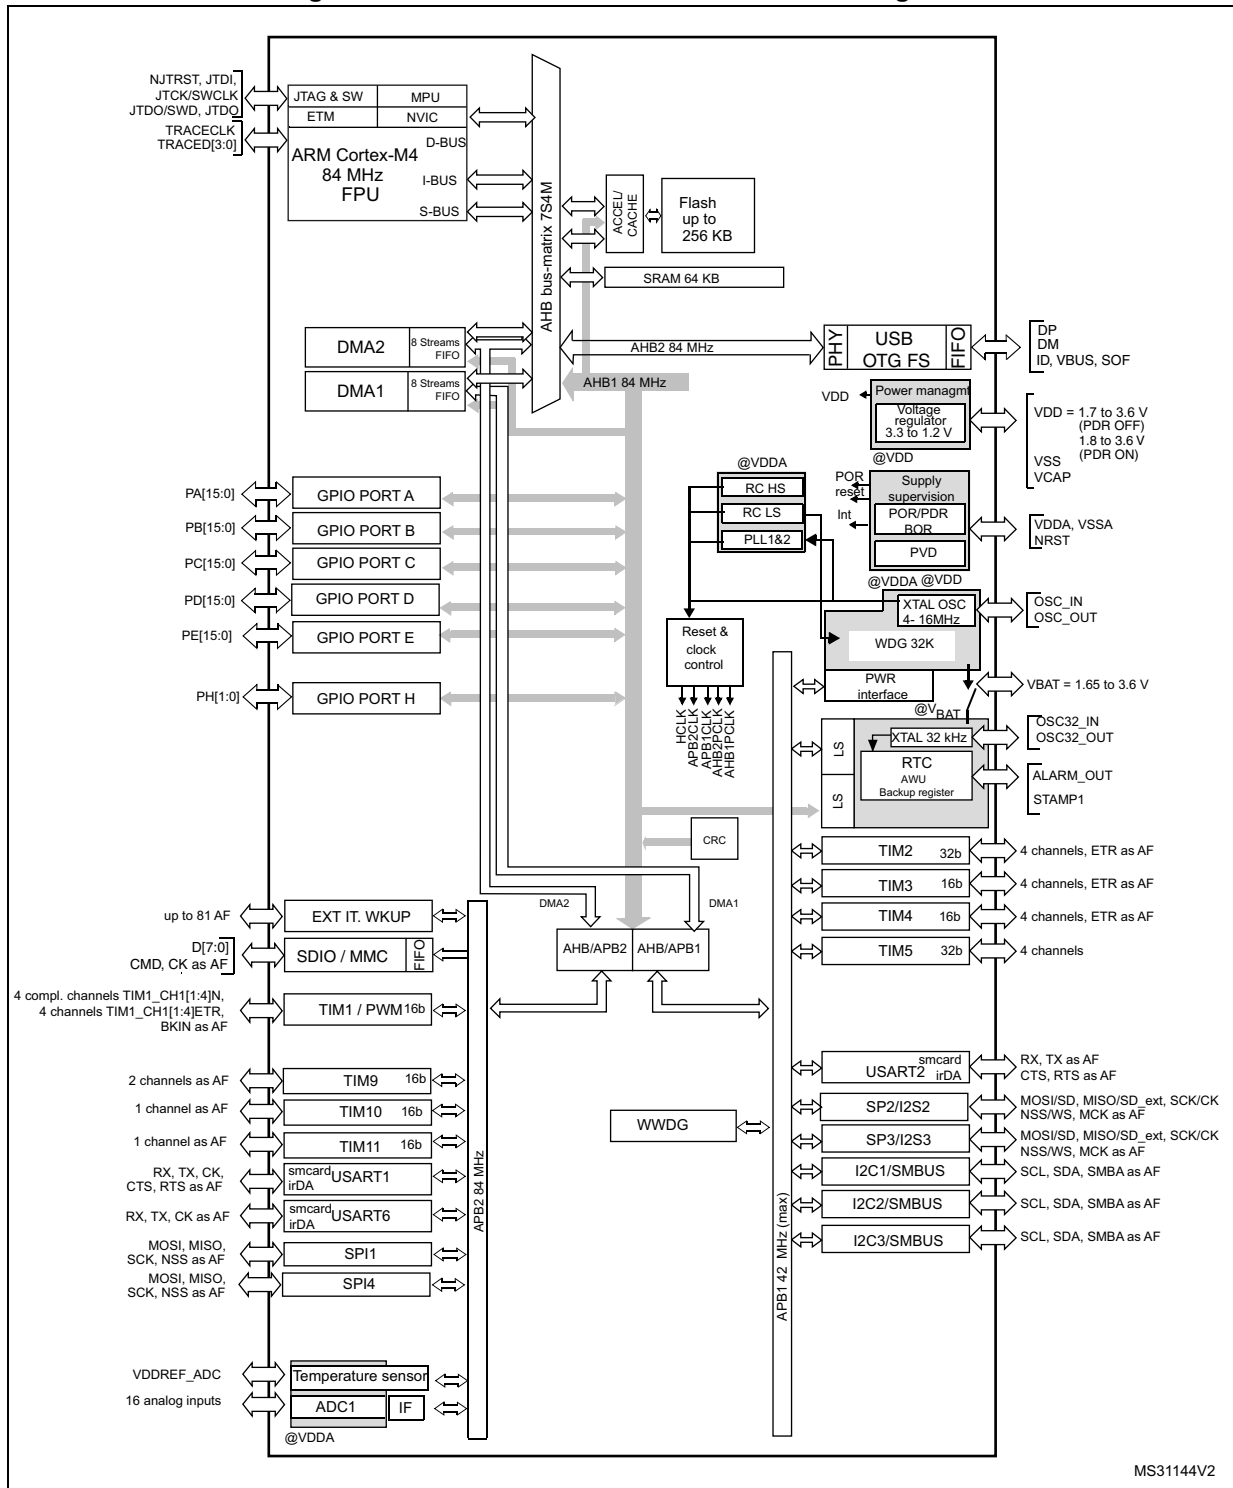 NJTRST, JTDI,
JTCK/SWCLK
JTDO/SWD, JTDO
TRACECLK
TRACED[3:0]
JTAG & SW
MPU
ETM
NVIC
ARM Cortex-M4
84 MHz
FPU
D-BUS
I-BUS
S-BUS
AHB bus-matrix 7S4M
ACCEL/
CACHE
Flash
up to
256 KB
SRAM 64 KB
DMA2
8 Streams
FIFO
DMA1
8 Streams
FIFO
AHB2 84 MHz
AHB1 84 MHz
PHY
USB
OTG FS
FIFO
DP
DM
ID, VBUS, SOF
Power managmt
VDD
Voltage
regulator
3.3 to 1.2 V
@VDD
VDD = 1.7 to 3.6 V
(PDR OFF)
1.8 to 3.6 V
(PDR ON)
VSS
VCAP
@VDDA
RC HS
RC LS
PLL1&2
POR
reset
Int
Supply
supervision
POR/PDR
BOR
PVD
VDDA, VSSA
NRST
@VDDA @VDD
XTAL OSC
4- 16MHz
OSC_IN
OSC_OUT
WDG 32K
PWR
interface
VBAT = 1.65 to 3.6 V
@VBAT
Reset &
clock
control
HCLK
APB2CLK
APB1CLK
AHB2PCLK
AHB1PCLK
LS
LS
XTAL 32 kHz
RTC
AWU
Backup register
OSC32_IN
OSC32_OUT
ALARM_OUT
STAMP1
PA[15:0]
GPIO PORT A
PB[15:0]
GPIO PORT B
PC[15:0]
GPIO PORT C
PD[15:0]
GPIO PORT D
PE[15:0]
GPIO PORT E
PH[1:0]
GPIO PORT H
CRC
DMA2
DMA1
AHB/APB2
AHB/APB1
TIM2 32b
4 channels, ETR as AF
TIM3 16b
4 channels, ETR as AF
TIM4 16b
4 channels, ETR as AF
TIM5 32b
4 channels
up to 81 AF
EXT IT. WKUP
D[7:0]
CMD, CK as AF
SDIO / MMC
FIFO
4 compl. channels TIM1_CH1[1:4]N,
4 channels TIM1_CH1[1:4]ETR,
BKIN as AF
TIM1 / PWM 16b
2 channels as AF
TIM9 16b
1 channel as AF
TIM10 16b
1 channel as AF
TIM11 16b
RX, TX, CK,
CTS, RTS as AF
smcard
irDA
USART1
RX, TX, CK as AF
smcard
irDA
USART6
MOSI, MISO,
SCK, NSS as AF
SPI1
MOSI, MISO,
SCK, NSS as AF
SPI4
APB2 84 MHz
VDDREF_ADC
Temperature sensor
16 analog inputs
ADC1
IF
@VDDA
WWDG
APB1 42 MHz (max)
USART2
smcard
irDA
RX, TX as AF
CTS, RTS as AF
SP2/I2S2
MOSI/SD, MISO/SD_ext, SCK/CK
NSS/WS, MCK as AF
SP3/I2S3
MOSI/SD, MISO/SD_ext, SCK/CK
NSS/WS, MCK as AF
I2C1/SMBUS
SCL, SDA, SMBA as AF
I2C2/SMBUS
SCL, SDA, SMBA as AF
I2C3/SMBUS
SCL, SDA, SMBA as AF
MS31144V2